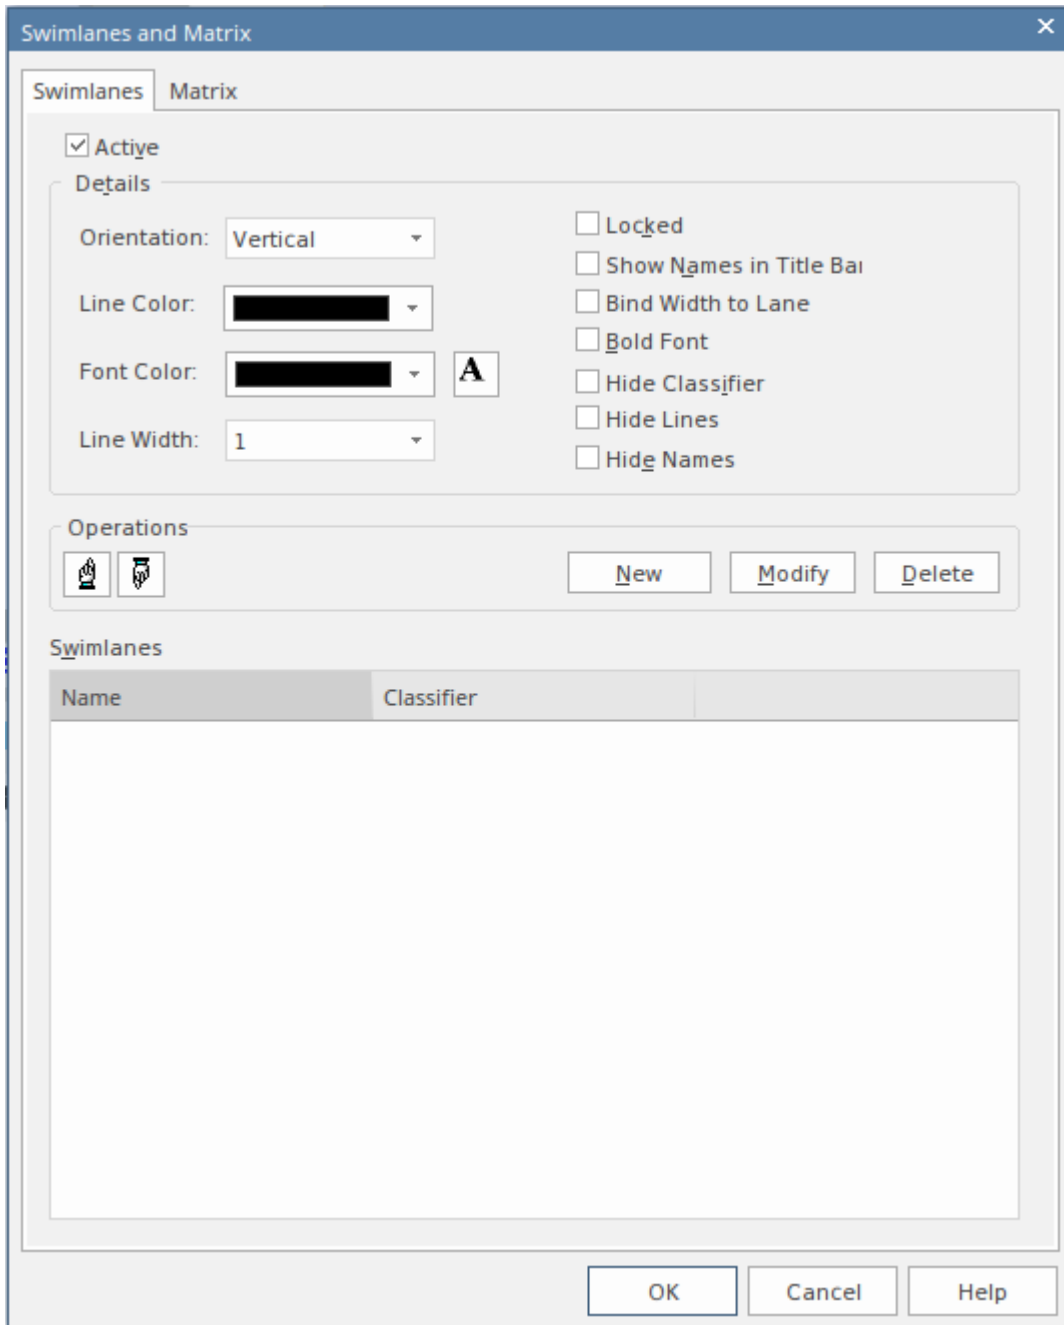 Swimlanes and Matrix
Swimlanes Matrix
Active
Details
Orientation: Vertical
Line Color:
Font Color: A
Line Width: 1
Locked
Show Names in Title Bar
Bind Width to Lane
Bold Font
Hide Classifier
Hide Lines
Hide Names
Operations
New Modify Delete
Swimlanes
Name Classifier
OK Cancel Help